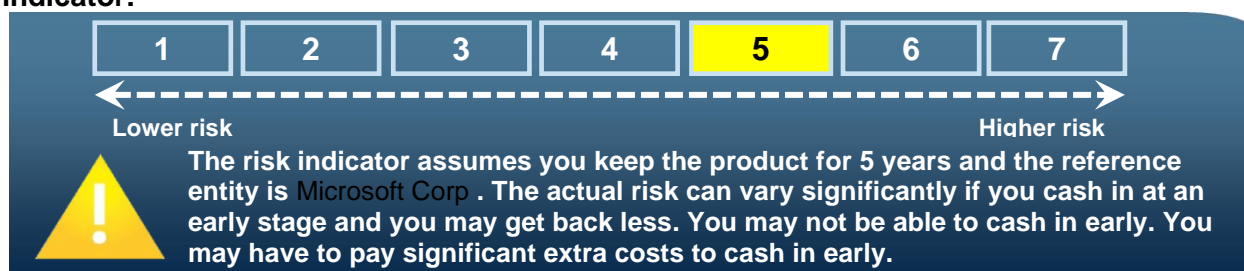 indicator:
1 2 3 4 5 6 7
Lower risk Higher risk
The risk indicator assumes you keep the product for 5 years and the reference
entity is Microsoft Corp . The actual risk can vary significantly if you cash in at an
early stage and you may get back less. You may not be able to cash in early. You
may have to pay significant extra costs to cash in early.